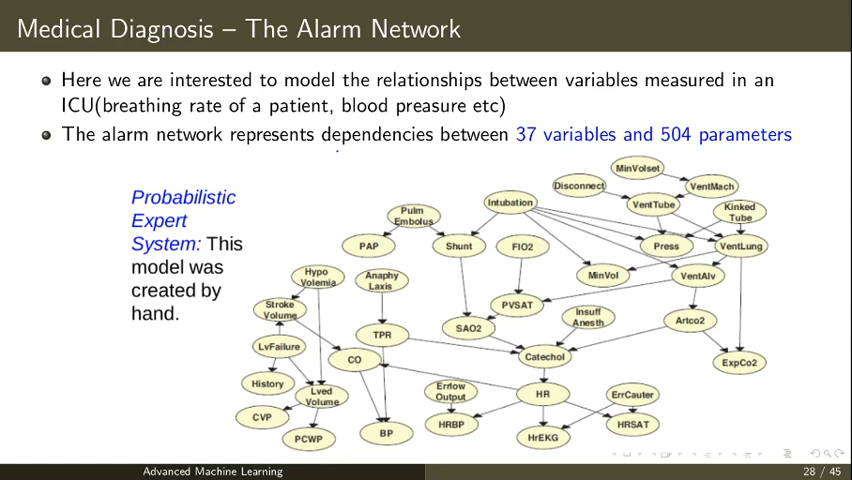 Medical Diagnosis – The Alarm Network
Here we are interested to model the relationships between variables measured in an
ICU(breathing rate of a patient, blood preasure etc)
The alarm network represents dependencies between 37 variables and 504 parameters
Probabilistic
Expert
System: This
model was
created by
hand.
MinVolset
Disconnect
VentMach
VentTube
Intubation
Kinked
Tube
Pulm
Embolus
PAP
Shunt
FIO2
Press
VentLung
Hypo
Volemia
Anaphy
Laxis
MinVol
VentAlv
Stroke
Volume
PVSAT
Insuff
Anesth
Artco2
SAO2
TPR
LvFailure
CO
Catechol
ExpCo2
History
Lved
Volume
Errlow
Output
HR
ErrCauter
CVP
PCWP
BP
HRBP
HrEKG
HRSAT
Advanced Machine Learning
28 / 45